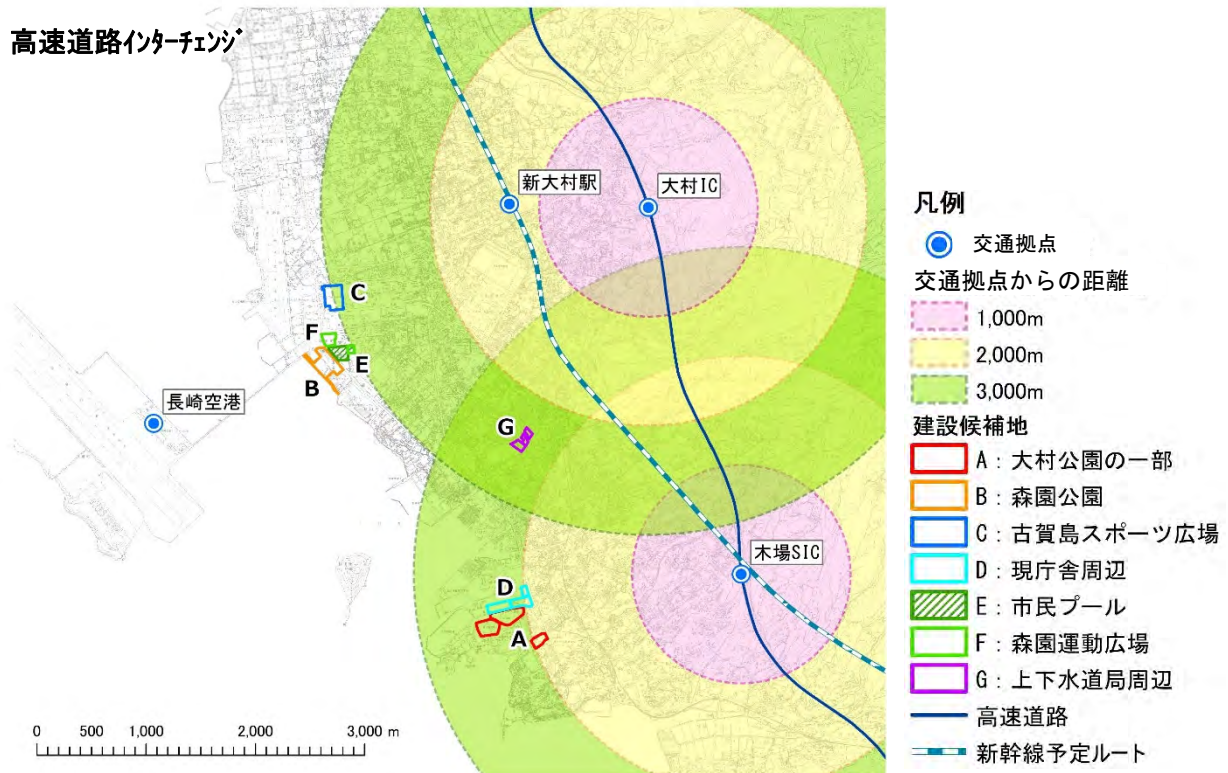 高速道路インターチェンジ
新大村駅
大村IC
C
F
E
B
長崎空港
G
木場SIC
D
A
0 500 1,000 2,000 3,000 m
凡例
交通拠点
交通拠点からの距離
1,000m
2,000m
3,000m
建設候補地
A：大村公園の一部
B：森園公園
C：古賀島スポーツ広場
D：現庁舎周辺
E：市民プール
F：森園運動広場
G：上下水道局周辺
高速道路
新幹線予定ルート